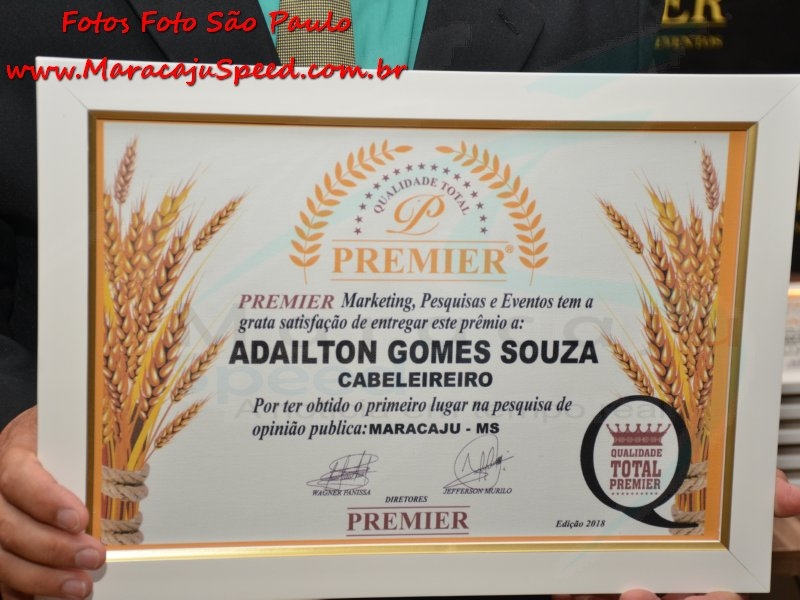 Fotos Foto São Paulo
www.MaracajuSpeed.com.br
ER
EVENTOS
QUALIDADE TOTAL
P
PREMIER®
PREMIER Marketing, Pesquisas e Eventos tem a
grata satisfação de entregar este prêmio a:
ADAILTON GOMES SOUZA
CABELEIREIRO
Por ter obtido o primeiro lugar na pesquisa de
opinião publica: MARACAJU - MS
WAGNER PANISSA
JEFFERSON MURILO
DIRETORES
PREMIER
Edição 2018
QUALIDADE
TOTAL
PREMIER